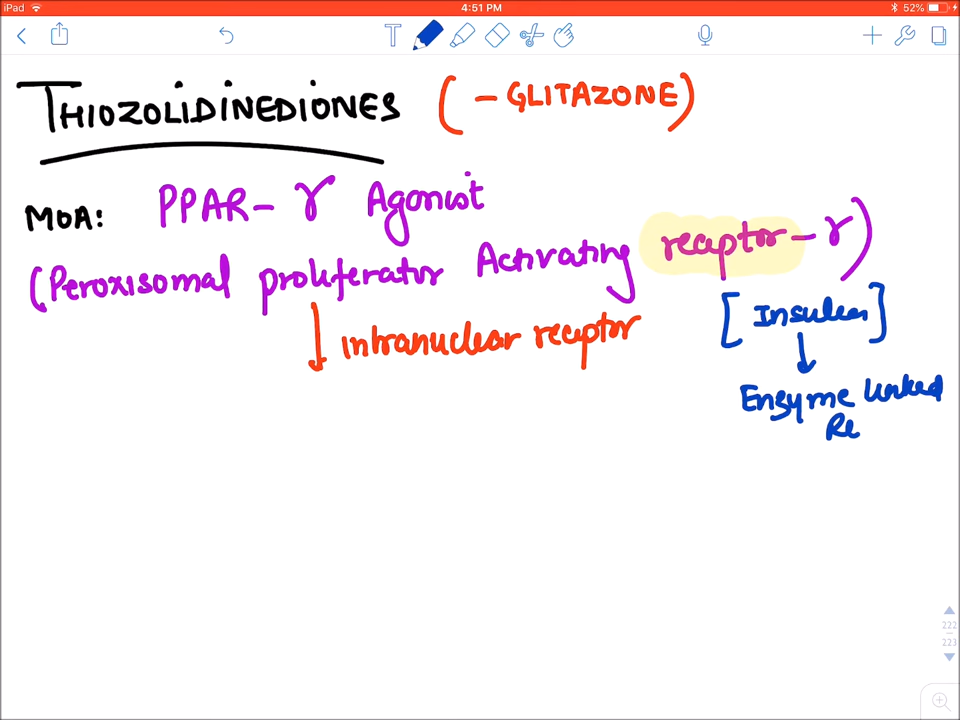 iPad 4:51 PM 52%
THIOZOLIDINEDIONES (-GLITAZONE)
MOA: PPAR-γ Agonist
(Peroxisomal proliferator Activating receptor-γ)
↓ intranuclear receptor
[Insulin]
↓
Enzyme linked
Re
222
223